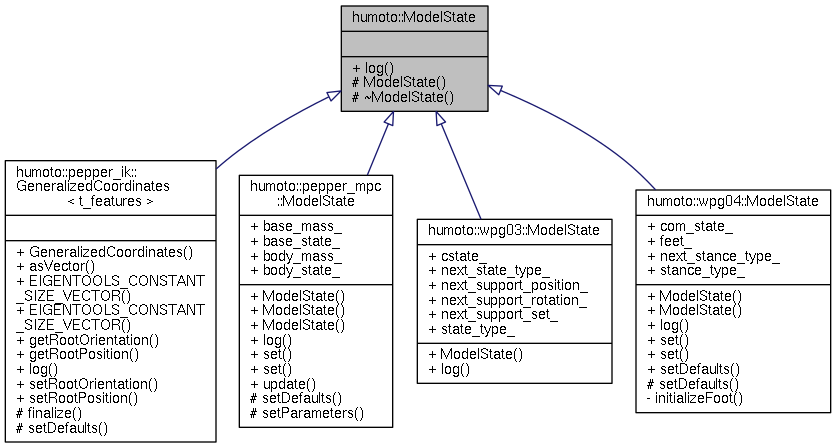 humoto::ModelState
+ log()
# ModelState()
# ~ModelState()
humoto::pepper_ik::
GeneralizedCoordinates
< t_features >
+ GeneralizedCoordinates()
+ asVector()
+ EIGENTOOLS_CONSTANT
_SIZE_VECTOR()
+ EIGENTOOLS_CONSTANT
_SIZE_VECTOR()
+ getRootOrientation()
+ getRootPosition()
+ log()
+ setRootOrientation()
+ setRootPosition()
# finalize()
# setDefaults()
humoto::pepper_mpc
::ModelState
+ base_mass_
+ base_state_
+ body_mass_
+ body_state_
+ ModelState()
+ ModelState()
+ ModelState()
+ log()
+ set()
+ set()
+ update()
# setDefaults()
# setParameters()
humoto::wpg03::ModelState
+ cstate_
+ next_state_type_
+ next_support_position_
+ next_support_rotation_
+ next_support_set_
+ state_type_
+ ModelState()
+ log()
humoto::wpg04::ModelState
+ com_state_
+ feet_
+ next_stance_type_
+ stance_type_
+ ModelState()
+ ModelState()
+ log()
+ set()
+ set()
+ setDefaults()
# setDefaults()
- initializeFoot()